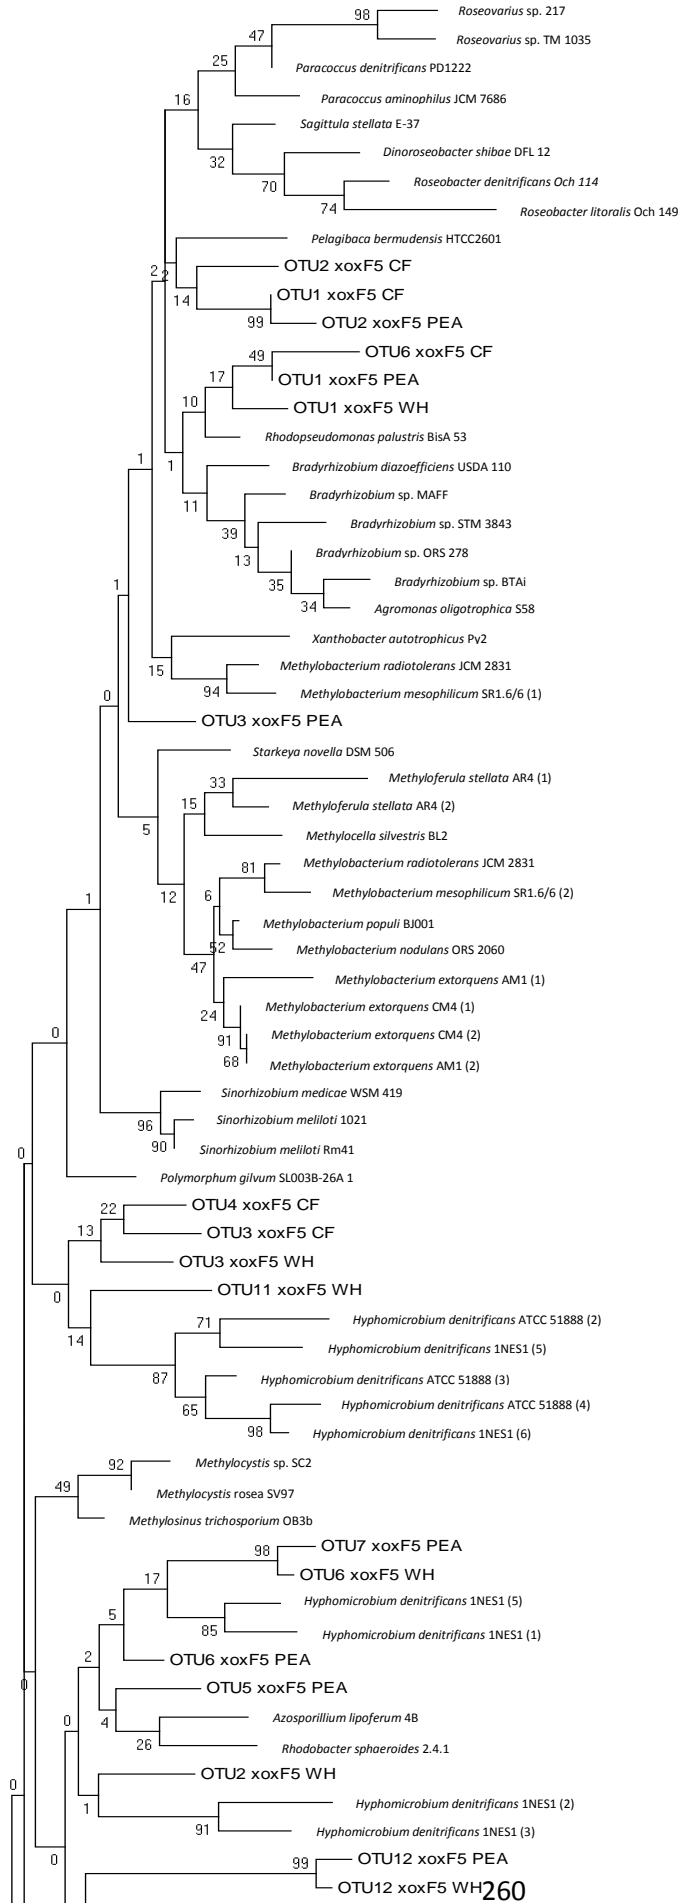 98
Roseovarius sp. 217
47
Roseovarius sp. TM 1035
25
Paracoccus denitrificans PD1222
16
Paracoccus aminophilus JCM 7686
Sagittula stellata E-37
32
Dinoroseobacter shibae DFL 12
70
Roseobacter denitrificans Och 114
74
Roseobacter litoralis Och 149
Pelagibaca bermudensis HTCC2601
2
2
OTU2 xoxF5 CF
14
OTU1 xoxF5 CF
99
OTU2 xoxF5 PEA
49
OTU6 xoxF5 CF
17
OTU1 xoxF5 PEA
10
OTU1 xoxF5 WH
Rhodopseudomonas palustris BisA 53
1
1
Bradyrhizobium diazoefficiens USDA 110
11
Bradyrhizobium sp. MAFF
39
Bradyrhizobium sp. STM 3843
13
Bradyrhizobium sp. ORS 278
35
Bradyrhizobium sp. BTAi
1
34
Agromonas oligotrophica S58
Xanthobacter autotrophicus Py2
15
Methylobacterium radiotolerans JCM 2831
94
Methylobacterium mesophilicum SR1.6/6 (1)
0
OTU3 xoxF5 PEA
Starkeya novella DSM 506
33
Methyloferula stellata AR4 (1)
15
Methyloferula stellata AR4 (2)
5
Methylocella silvestris BL2
81
Methylobacterium radiotolerans JCM 2831
12
6
Methylobacterium mesophilicum SR1.6/6 (2)
1
Methylobacterium populi BJ001
52
Methylobacterium nodulans ORS 2060
47
Methylobacterium extorquens AM1 (1)
24
Methylobacterium extorquens CM4 (1)
0
91
Methylobacterium extorquens CM4 (2)
68
Methylobacterium extorquens AM1 (2)
Sinorhizobium medicae WSM 419
96
Sinorhizobium meliloti 1021
90
Sinorhizobium meliloti Rm41
0
Polymorphum gilvum SL003B-26A 1
22
OTU4 xoxF5 CF
13
OTU3 xoxF5 CF
OTU3 xoxF5 WH
0
OTU11 xoxF5 WH
14
71
Hyphomicrobium denitrificans ATCC 51888 (2)
Hyphomicrobium denitrificans 1NES1 (5)
87
Hyphomicrobium denitrificans ATCC 51888 (3)
65
Hyphomicrobium denitrificans ATCC 51888 (4)
98
Hyphomicrobium denitrificans 1NES1 (6)
92
Methylocystis sp. SC2
49
Methylocystis rosea SV97
Methylosinus trichosporium OB3b
98
OTU7 xoxF5 PEA
17
OTU6 xoxF5 WH
5
Hyphomicrobium denitrificans 1NES1 (5)
85
Hyphomicrobium denitrificans 1NES1 (1)
2
OTU6 xoxF5 PEA
0
OTU5 xoxF5 PEA
0
4
Azosporillium lipoferum 4B
26
Rhodobacter sphaeroides 2.4.1
OTU2 xoxF5 WH
0
1
Hyphomicrobium denitrificans 1NES1 (2)
91
Hyphomicrobium denitrificans 1NES1 (3)
0
99
OTU12 xoxF5 PEA
OTU12 xoxF5 WH
260